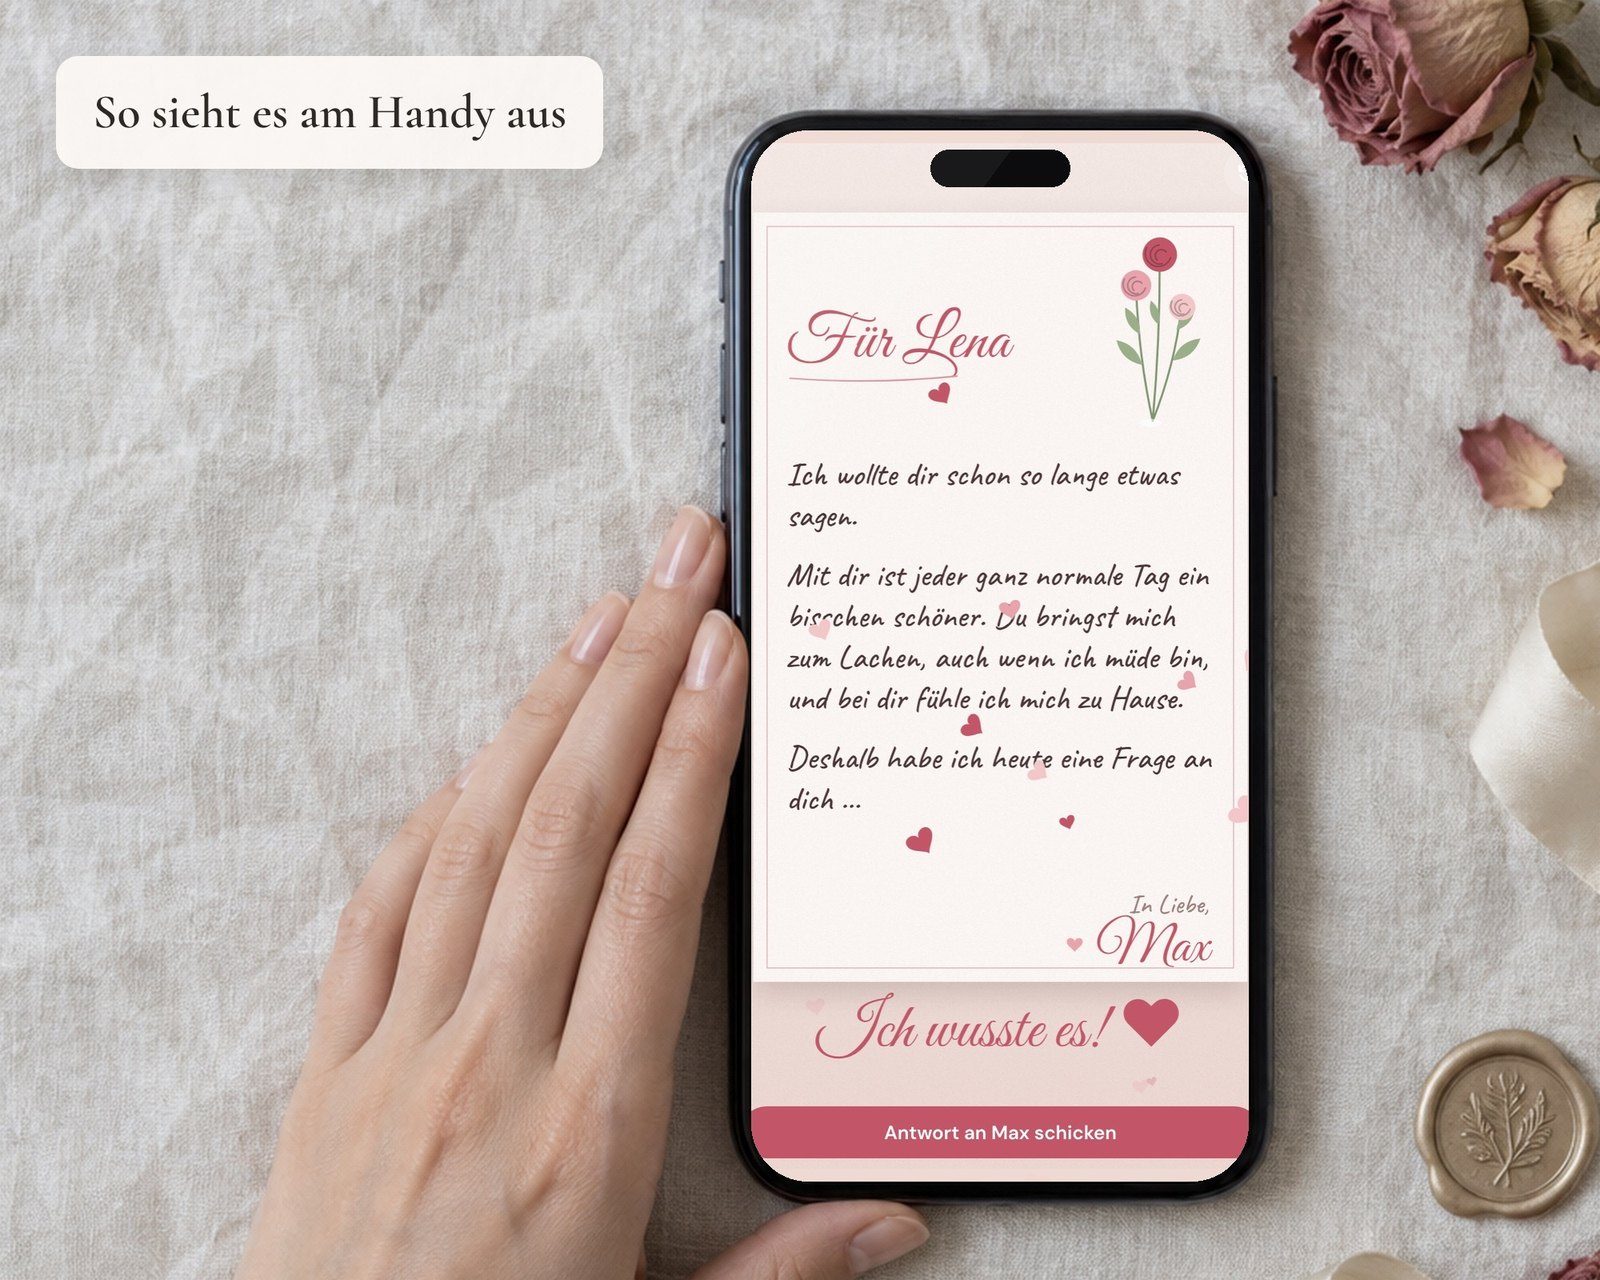 So sieht es am Handy aus
Für Lena
Ich wollte dir schon so lange etwas
sagen.
Mit dir ist jeder ganz normale Tag ein
bisschen schöner. Du bringst mich
zum Lachen, auch wenn ich müde bin,
und bei dir fühle ich mich zu Hause.
Deshalb habe ich heute eine Frage an
dich ...
In Liebe,
Max
Ich wusste es!
Antwort an Max schicken